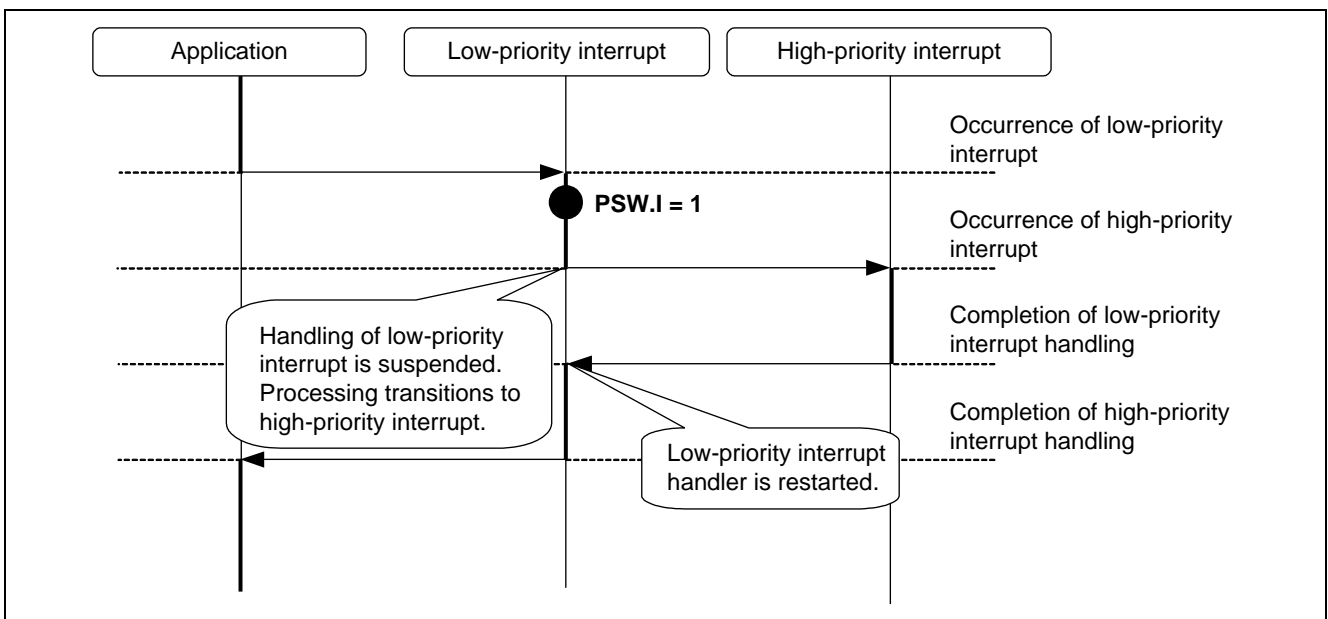 Application
Low-priority interrupt
High-priority interrupt
Occurrence of low-priority
interrupt
PSW.I = 1
Occurrence of high-priority
interrupt
Handling of low-priority
interrupt is suspended.
Processing transitions to
high-priority interrupt.
Completion of low-priority
interrupt handling
Completion of high-priority
interrupt handling
Low-priority interrupt
handler is restarted.